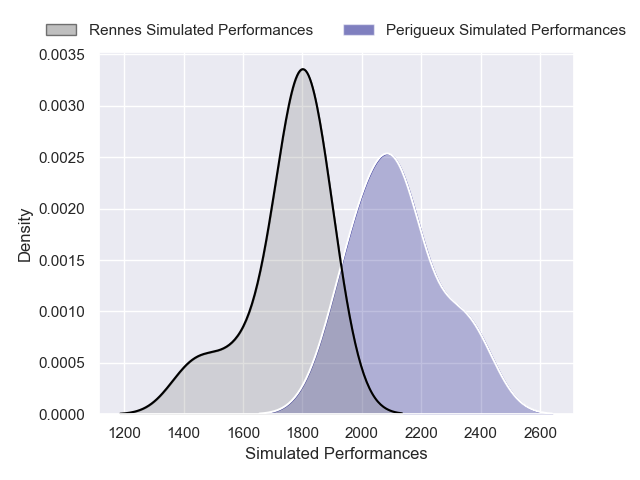 Rennes Simulated Performances Perigueux Simulated Performances
0.0035
0.0030
0.0025
0.0020
0.0015
0.0010
0.0005
0.0000
Density
1200 1400 1600 1800 2000 2200 2400 2600
Simulated Performances